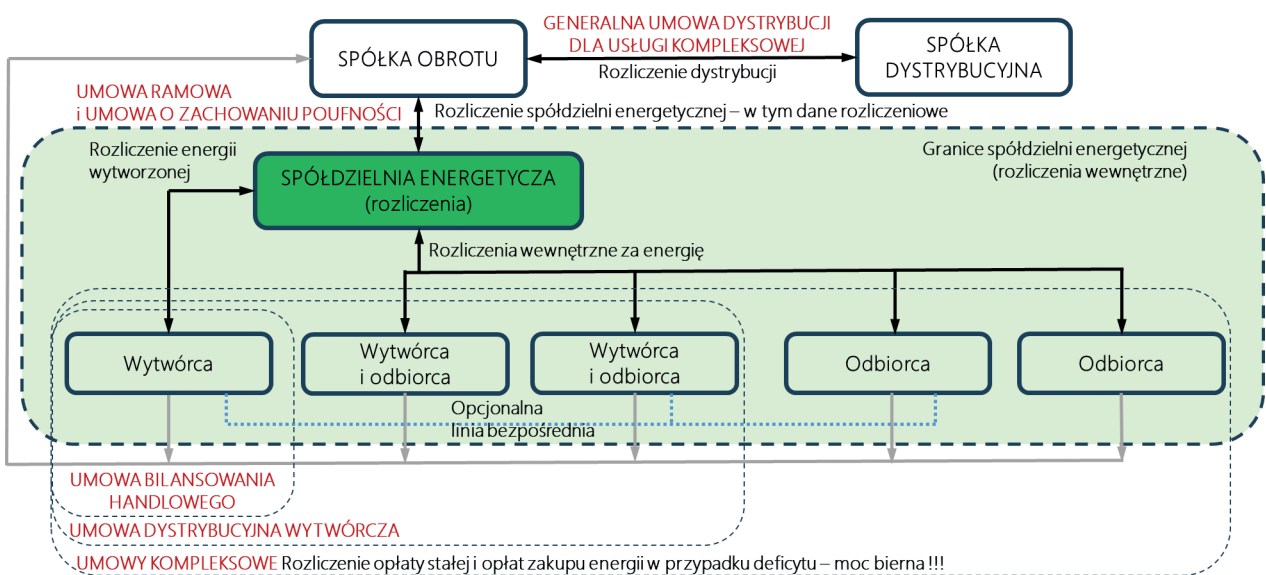 GENERALNA UMOWA DYSTRYBUCJI
DLA USŁUGI KOMPLEKSOWEJ
SPÓŁKA OBROTU
SPÓŁKA
DYSTRYBUCYJNA
Rozliczenie dystrybucji
UMOWA RAMOWA
i UMOWA O ZACHOWANIU POUFNOŚCI
Rozliczenie spółdzielni energetycznej – w tym dane rozliczeniowe
Rozliczenie energii
wytworzonej
Granice spółdzielni energetycznej
(rozliczenia wewnętrzne)
SPÓŁDZIELNIA ENERGETYCZA
(rozliczenia)
Rozliczenia wewnętrzne za energię
Wytwórca
Wytwórca
i odbiorca
Wytwórca
i odbiorca
Odbiorca
Odbiorca
Opcjonalna
linia bezpośrednia
UMOWA BILANSOWANIA
HANDLOWEGO
UMOWA DYSTRYBUCYJNA WYTWÓRCZA
UMOWY KOMPLEKSOWE Rozliczenie opłaty stałej i opłat zakupu energii w przypadku deficytu – moc bierna !!!